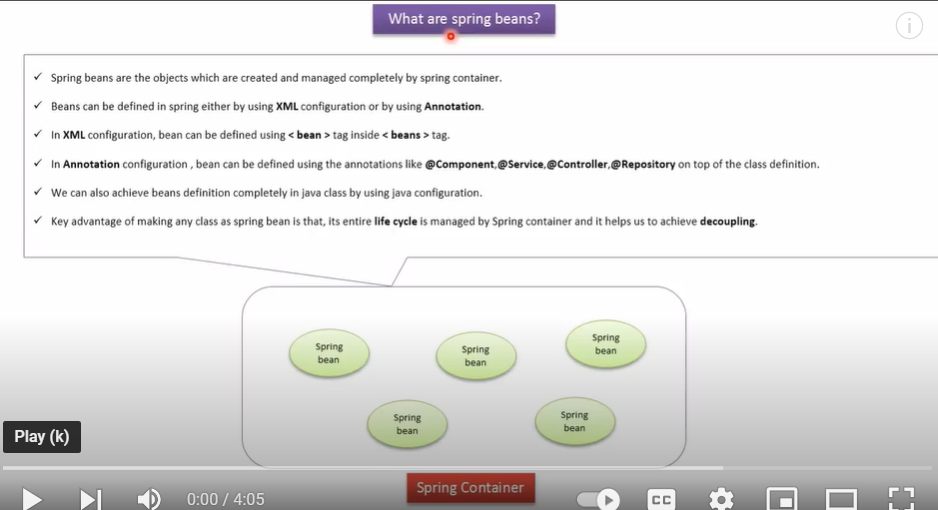 What are spring beans?
✓ Spring beans are the objects which are created and managed completely by spring container.
✓ Beans can be defined in spring either by using XML configuration or by using Annotation.
✓ In XML configuration, bean can be defined using < bean > tag inside < beans > tag.
✓ In Annotation configuration , bean can be defined using the annotations like @Component,@Service,@Controller,@Repository on top of the class definition.
✓ We can also achieve beans definition completely in java class by using java configuration.
✓ Key advantage of making any class as spring bean is that, its entire life cycle is managed by Spring container and it helps us to achieve decoupling.
Spring
bean
Spring
bean
Spring
bean
Spring
bean
Spring
bean
Play (k)
0:00 / 4:05
Spring Container
CC